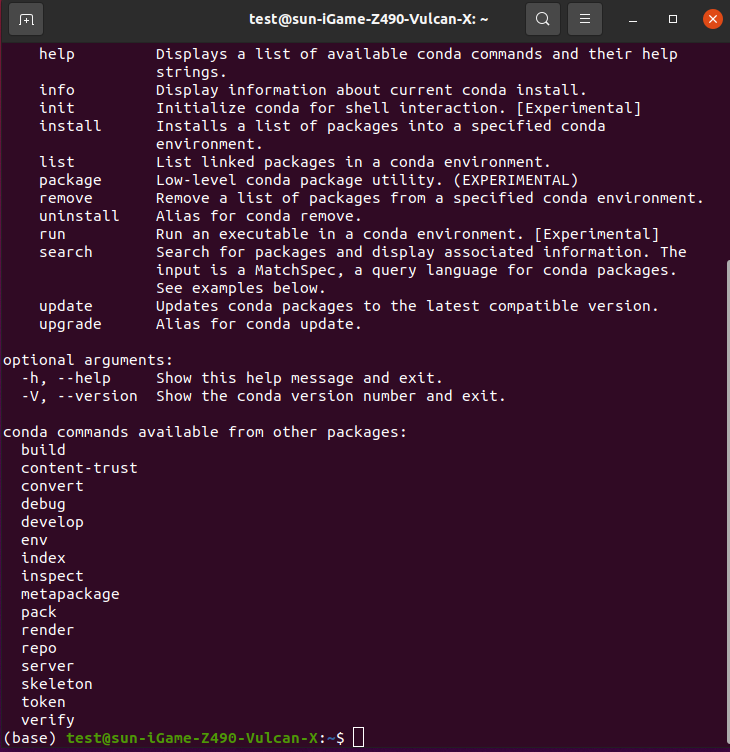 test@sun-iGame-Z490-Vulcan-X: ~
help Displays a list of available conda commands and their help
strings.
info Display information about current conda install.
init Initialize conda for shell interaction. [Experimental]
install Installs a list of packages into a specified conda
environment.
list List linked packages in a conda environment.
package Low-level conda package utility. (EXPERIMENTAL)
remove Remove a list of packages from a specified conda environment.
uninstall Alias for conda remove.
run Run an executable in a conda environment. [Experimental]
search Search for packages and display associated information. The
input is a MatchSpec, a query language for conda packages.
See examples below.
update Updates conda packages to the latest compatible version.
upgrade Alias for conda update.
optional arguments:
-h, --help Show this help message and exit.
-V, --version Show the conda version number and exit.
conda commands available from other packages:
build
content-trust
convert
debug
develop
env
index
inspect
metapackage
pack
render
repo
server
skeleton
token
verify
(base) test@sun-iGame-Z490-Vulcan-X:~$